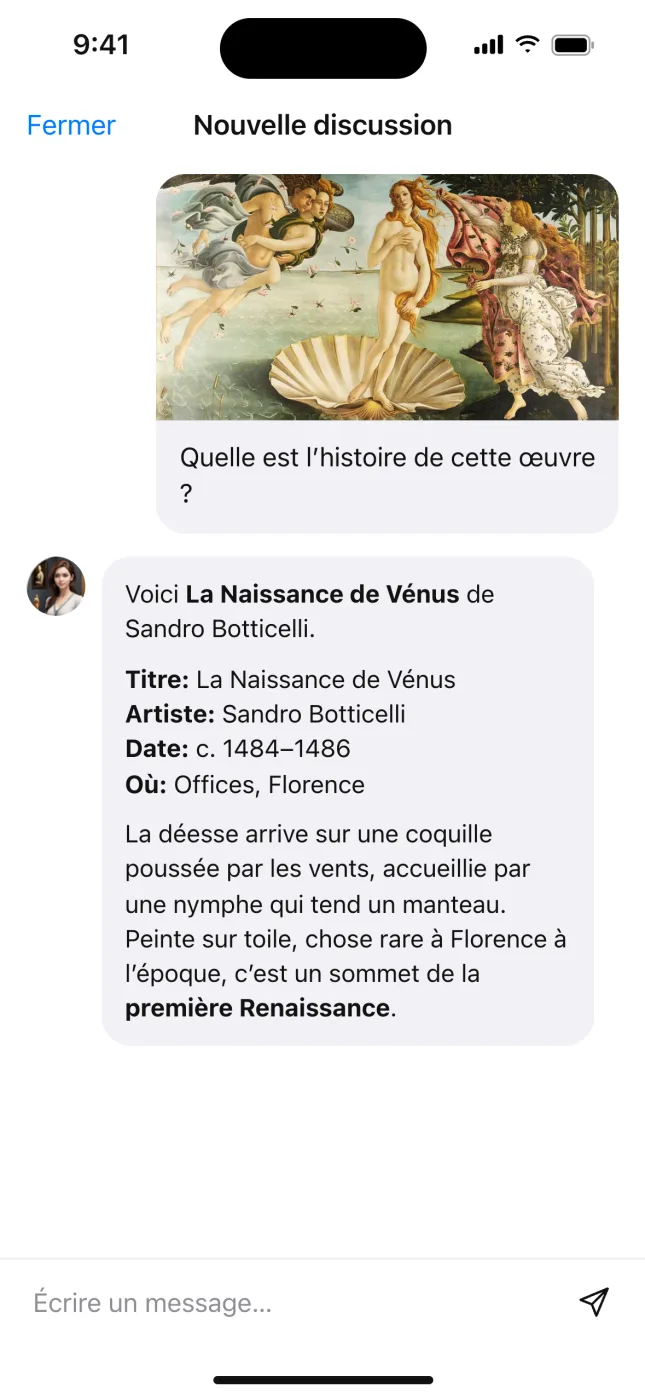 9:41
Fermer
Nouvelle discussion
Quelle est l’histoire de cette œuvre
?
Voici La Naissance de Vénus de
Sandro Botticelli.
Titre: La Naissance de Vénus
Artiste: Sandro Botticelli
Date: c. 1484–1486
Où: Offices, Florence
La déesse arrive sur une coquille
poussée par les vents, accueillie par
une nymphe qui tend un manteau.
Peinte sur toile, chose rare à Florence à
l’époque, c’est un sommet de la
première Renaissance.
Écrire un message...